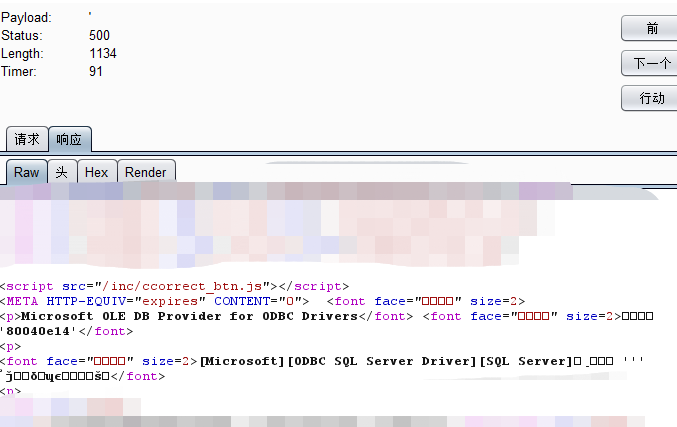 Payload: '
Status: 500
Length: 1134
Timer: 91
前
下一个
行动
请求 响应
Raw 头 Hex Render
<script src="/inc/ccorrect_btn.js"></script>
<META HTTP-EQUIV="expires" CONTENT="0">  <font face="□□□□" size=2>
<p>Microsoft OLE DB Provider for ODBC Drivers</font> <font face="□□□□" size=2>□□□□
'80040e14'</font>
<p>
<font face="□□□□" size=2>[Microsoft][ODBC SQL Server Driver][SQL Server] '''
</font>
<p>